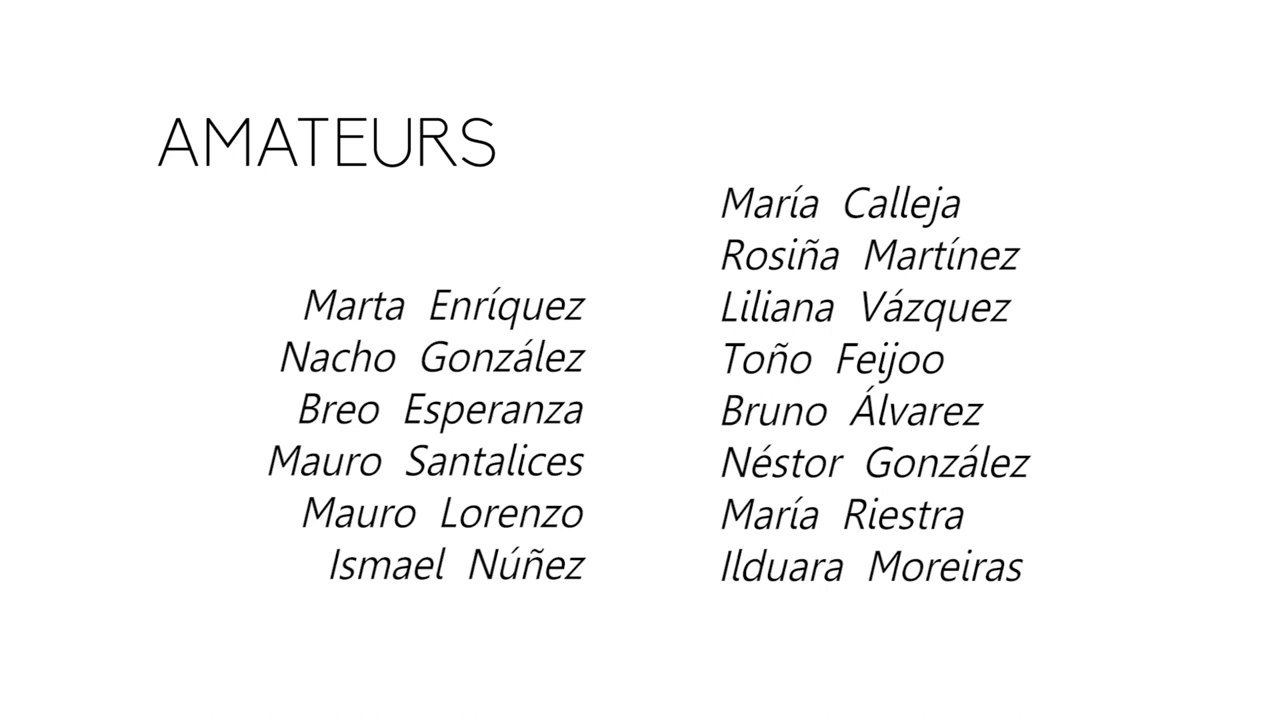 AMATEURS
Marta Enríquez
Nacho González
Breo Esperanza
Mauro Santalices
Mauro Lorenzo
Ismael Núñez
María Calleja
Rosiña Martínez
Liliana Vázquez
Toño Feijoo
Bruno Álvarez
Néstor González
María Riestra
Ilduara Moreiras